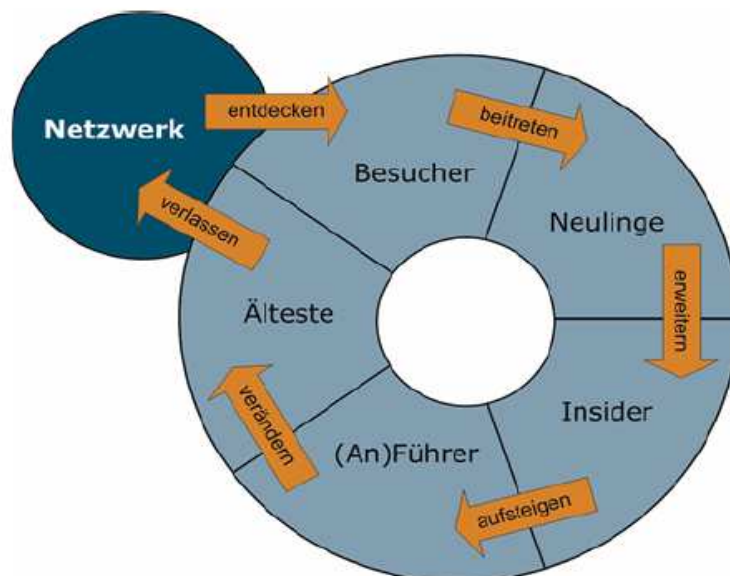 Netzwerk
entdecken
Besucher
beitreten
Neulinge
erweitern
Insider
aufsteigen
(An)Führer
verändern
Älteste
verlassen